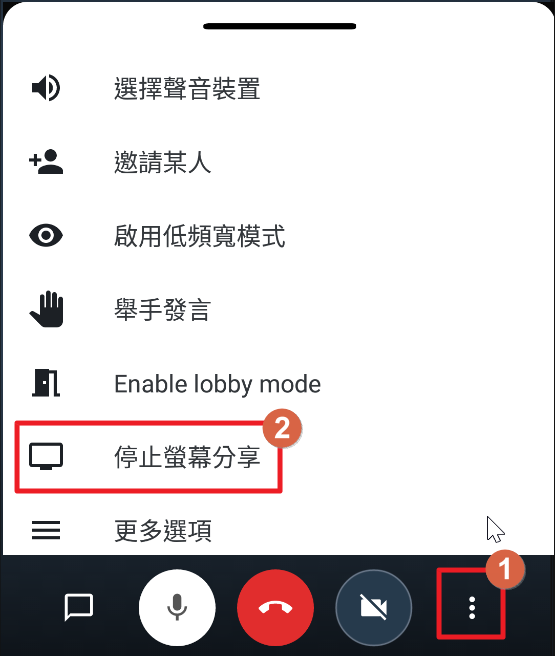 選擇聲音裝置
邀請某人
啟用低頻寬模式
舉手發言
Enable lobby mode
2
停止螢幕分享
更多選項
1